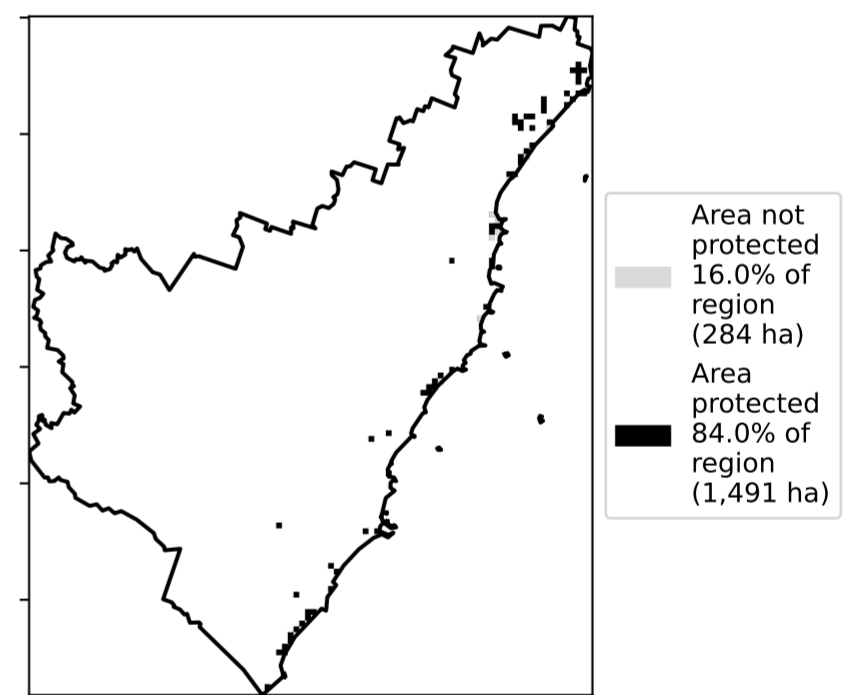 Area not
protected
16.0% of
region
(284 ha)
Area
protected
84.0% of
region
(1,491 ha)